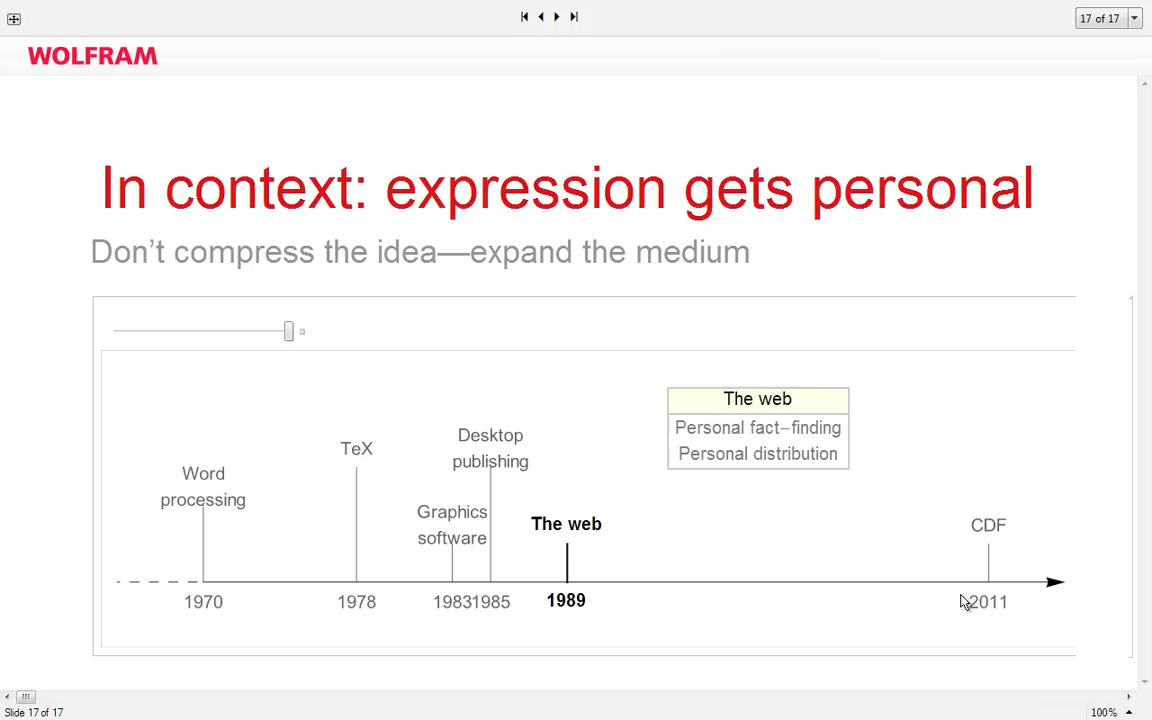 17 of 17
WOLFRAM
In context: expression gets personal
Don’t compress the idea—expand the medium
The web
Personal fact–finding
Personal distribution
Word
processing
TeX
Graphics
software
Desktop
publishing
The web
CDF
1970
1978
1983
1985
1989
2011
Slide 17 of 17
100%